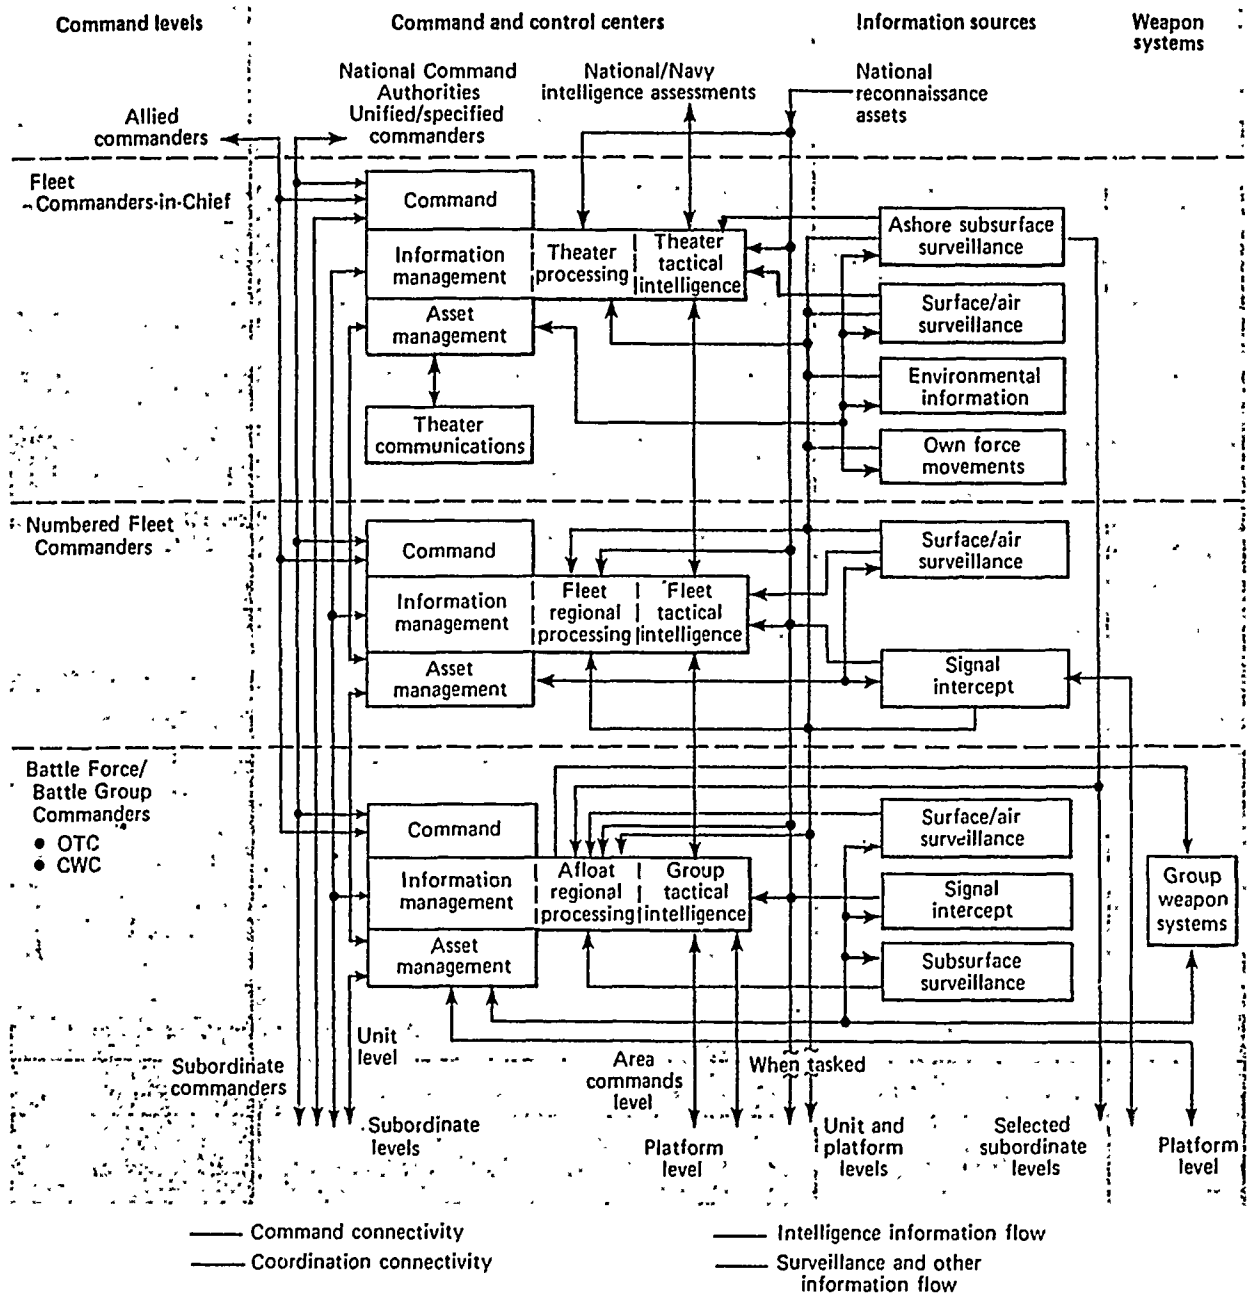 Command levels
Command and control centers
Information sources
Weapon
systems
National Command
Authorities
Unified/specified
commanders
National/Navy
intelligence assessments
National
reconnaissance
assets
Allied
commanders
Fleet
Commanders-in-Chief
Command
Information
management
Theater
processing
Theater
tactical
intelligence
Asset
management
Theater
communications
Ashore subsurface
surveillance
Surface/air
surveillance
Environmental
information
Own force
movements
Numbered Fleet
Commanders
Command
Information
management
Fleet
regional
processing
Fleet
tactical
intelligence
Asset
management
Surface/air
surveillance
Signal
intercept
Battle Force/
Battle Group
Commanders
● OTC
● CWC
Command
Information
management
Afloat
regional
processing
Group
tactical
intelligence
Asset
management
Surface/air
surveillance
Signal
intercept
Subsurface
surveillance
Group
weapon
systems
Unit
level
Subordinate
commanders
Area
commands
level
When tasked
Subordinate
levels
Platform
level
Unit and
platform
levels
Selected
subordinate
levels
Platform
level
Command connectivity
Coordination connectivity
Intelligence information flow
Surveillance and other
information flow